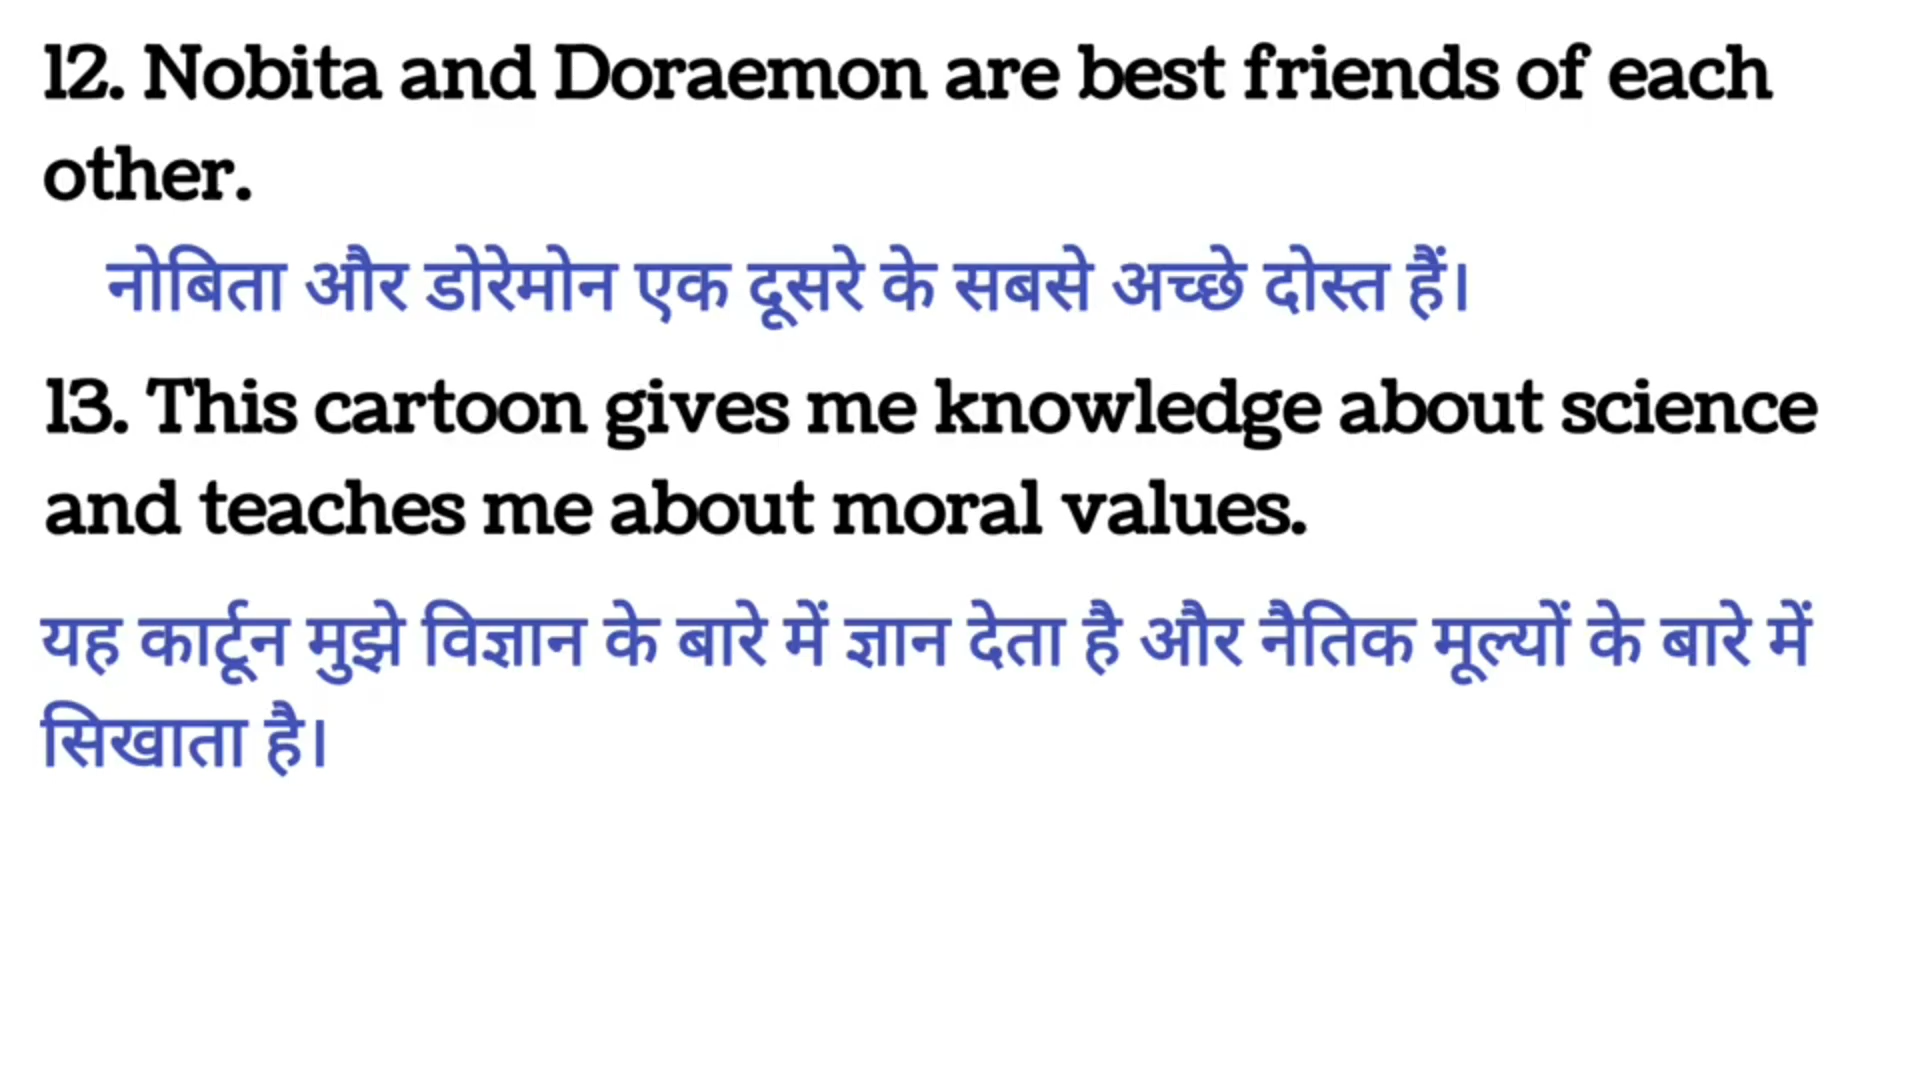 12. Nobita and Doraemon are best friends of each
other.
नोबिता और डोरेमोन एक दूसरे के सबसे अच्छे दोस्त हैं।
13. This cartoon gives me knowledge about science
and teaches me about moral values.
यह कार्टून मुझे विज्ञान के बारे में ज्ञान देता है और नैतिक मूल्यों के बारे में
सिखाता है।